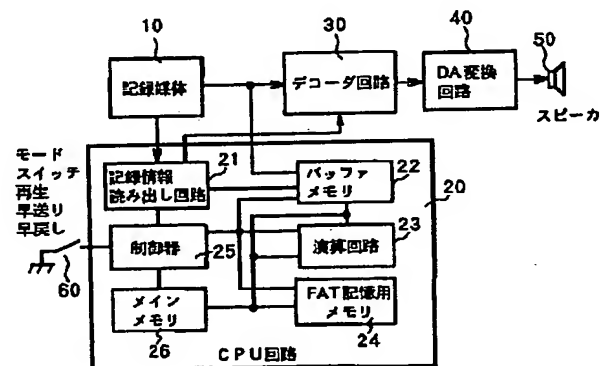 10
記録媒体
30
デコーダ回路
40
DA変換
回路
50
スピーカ
モード
スイッチ
再生
早送り
早戻し
60
記録情報
読み出し回路
21
バッファ
メモリ
22
20
制御器
25
演算回路
23
メイン
メモリ
26
FAT記憶用
メモリ
24
CPU回路